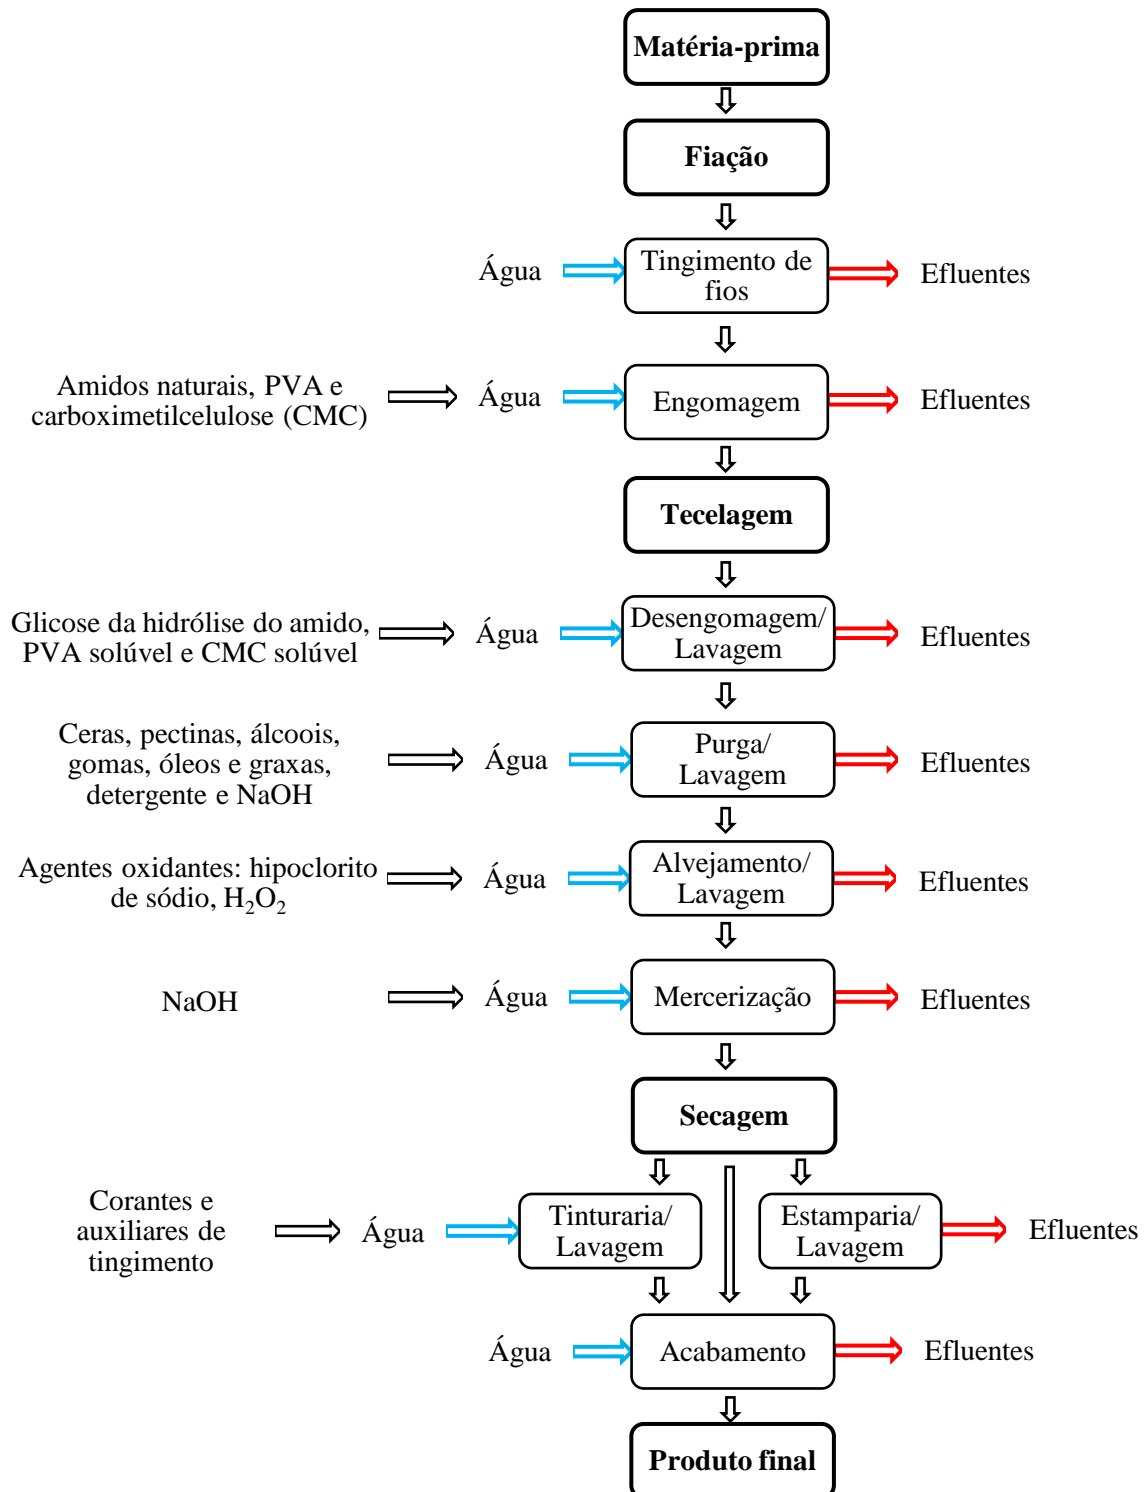 Matéria-prima
Fiação
Água
Tingimento de
fios
Efluentes
Amidos naturais, PVA e
carboximetilcelulose (CMC)
Água
Engomagem
Efluentes
Tecelagem
Glicose da hidrólise do amido,
PVA solúvel e CMC solúvel
Água
Desengomagem/
Lavagem
Efluentes
Ceras, pectinas, álcoois,
gomas, óleos e graxas,
detergente e NaOH
Água
Purga/
Lavagem
Efluentes
Agentes oxidantes: hipoclorito
de sódio, H₂O₂
Água
Alvejamento/
Lavagem
Efluentes
NaOH
Água
Mercerização
Efluentes
Secagem
Corantes e
auxiliares de
tingimento
Água
Tinturaria/
Lavagem
Estamparia/
Lavagem
Efluentes
Água
Acabamento
Efluentes
Produto final